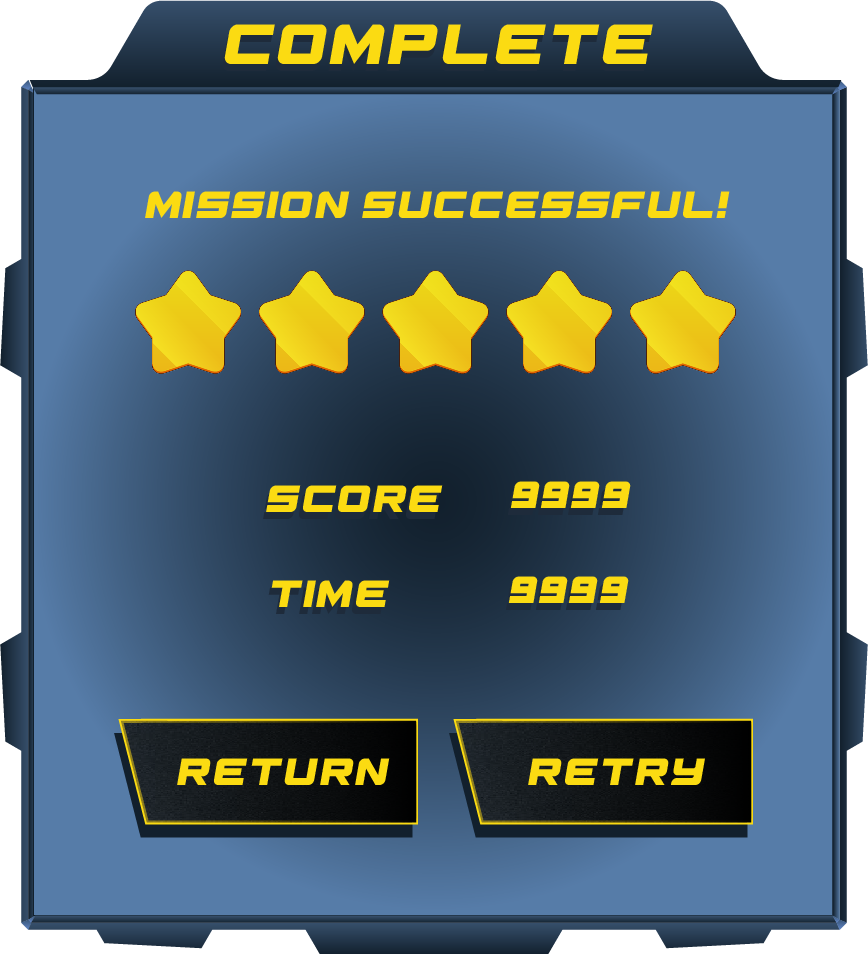 COMPLETE
MISSION SUCCESSFUL!
SCORE 9999
TIME 9999
RETURN RETRY